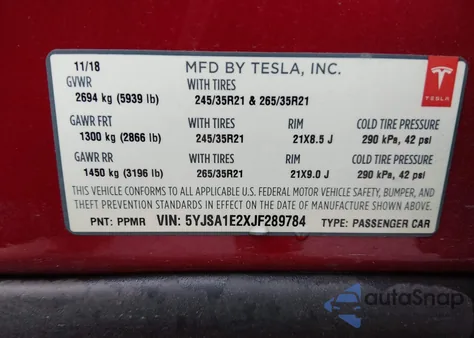 11/18 MFD BY TESLA, INC.
GVWR WITH TIRES
2694 kg (5939 lb) 245/35R21 & 265/35R21
TESLA
GAWR FRT WITH TIRES RIM COLD TIRE PRESSURE
1300 kg (2866 lb) 245/35R21 21X8.5 J 290 kPa, 42 psi
GAWR RR WITH TIRES RIM COLD TIRE PRESSURE
1450 kg (3196 lb) 265/35R21 21X9.0 J 290 kPa, 42 psi
THIS VEHICLE CONFORMS TO ALL APPLICABLE U.S. FEDERAL MOTOR VEHICLE SAFETY, BUMPER, AND
THEFT PREVENTION STANDARDS IN EFFECT ON THE DATE OF MANUFACTURE SHOWN ABOVE.
PNT: PPMR VIN: 5YJSA1E2XJF289784 TYPE: PASSENGER CAR
autoSnap